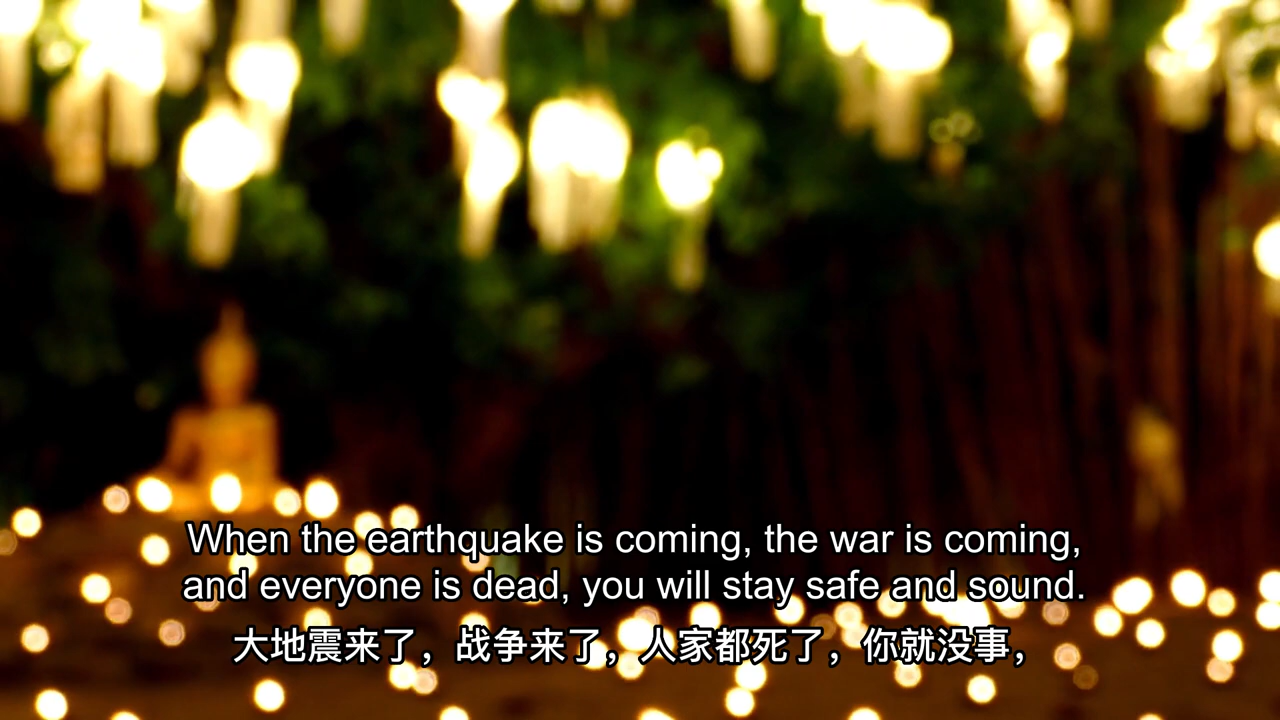 When the earthquake is coming, the war is coming,
and everyone is dead, you will stay safe and sound.
大地震来了，战争来了，人家都死了，你就没事，